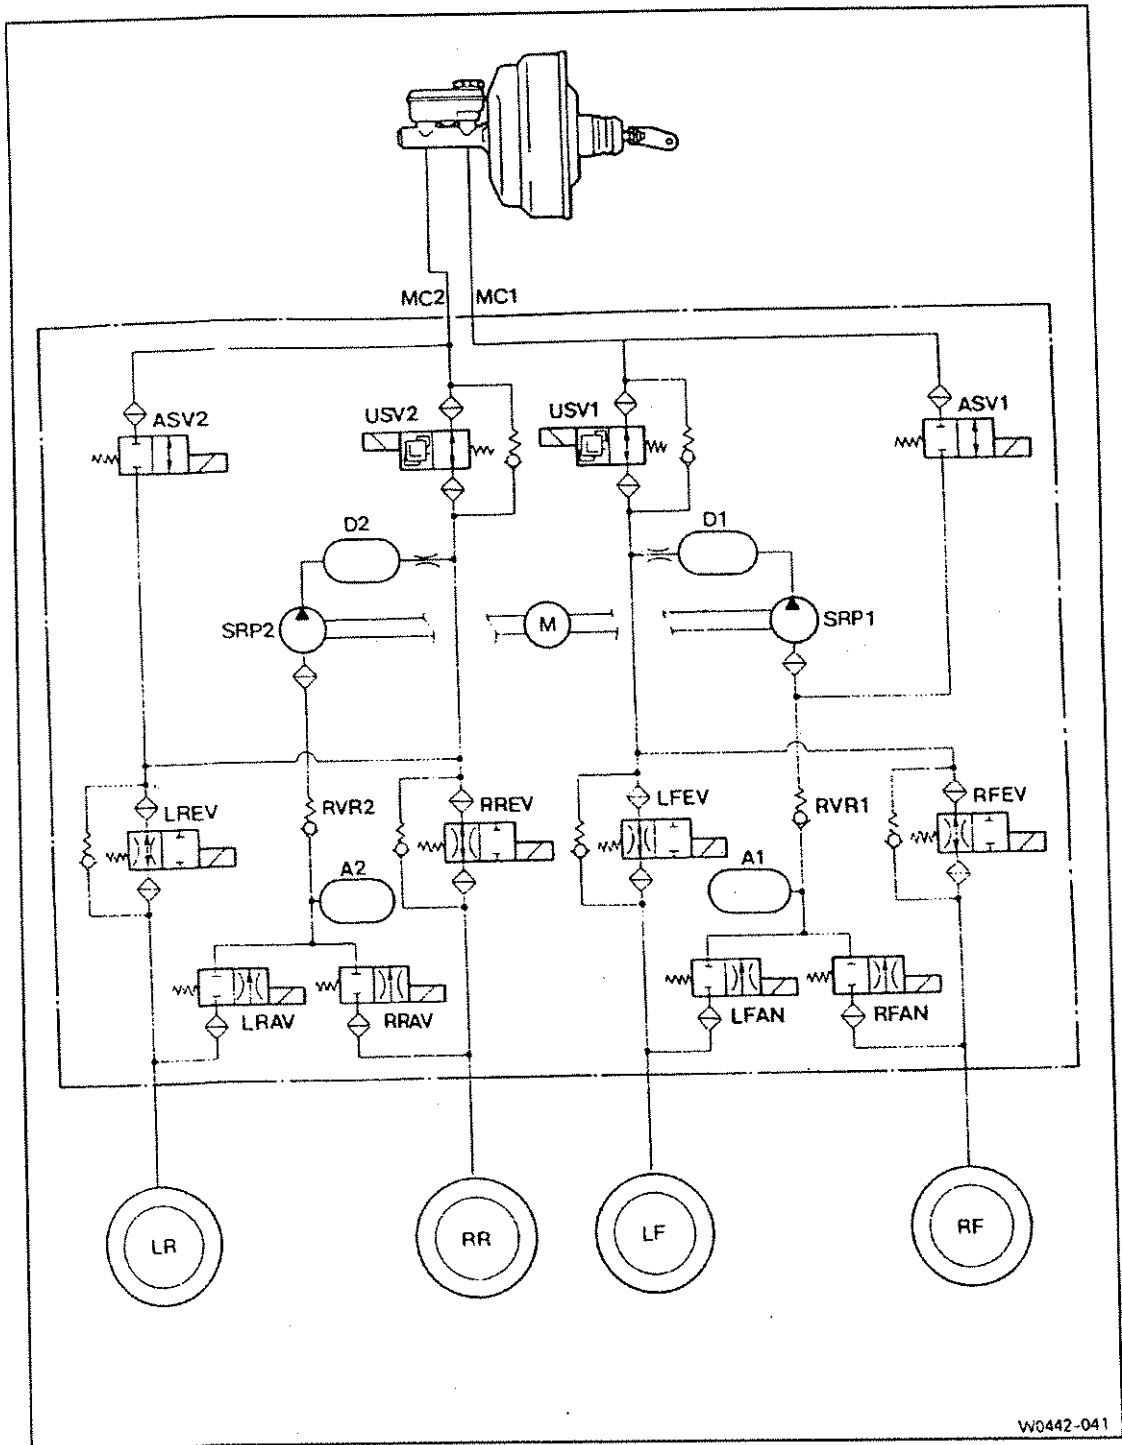 MC2 MC1
ASV2 USV2 USV1 ASV1
D2 D1
SRP2 M SRP1
LREV RVR2 RREV LFEV RVR1 RFEV
A2 A1
LRAV RRAV LFAN RFAN
LR RR LF RF
W0442-041